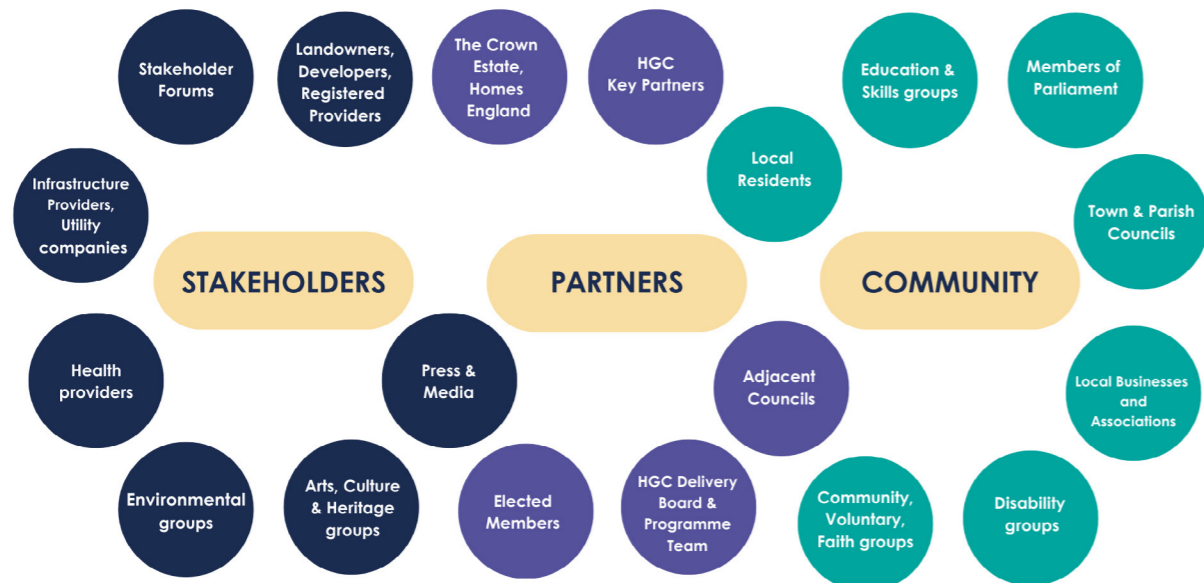 Stakeholder
Forums
Landowners,
Developers,
Registered
Providers
The Crown
Estate,
Homes
England
HGC
Key Partners
Education &
Skills groups
Members of
Parliament
Local
Residents
Infrastructure
Providers,
Utility
companies
Town & Parish
Councils
STAKEHOLDERS
PARTNERS
COMMUNITY
Health
providers
Press &
Media
Adjacent
Councils
Local Businesses
and
Associations
Environmental
groups
Arts, Culture
& Heritage
groups
Elected
Members
HGC Delivery
Board &
Programme
Team
Community,
Voluntary,
Faith groups
Disability
groups